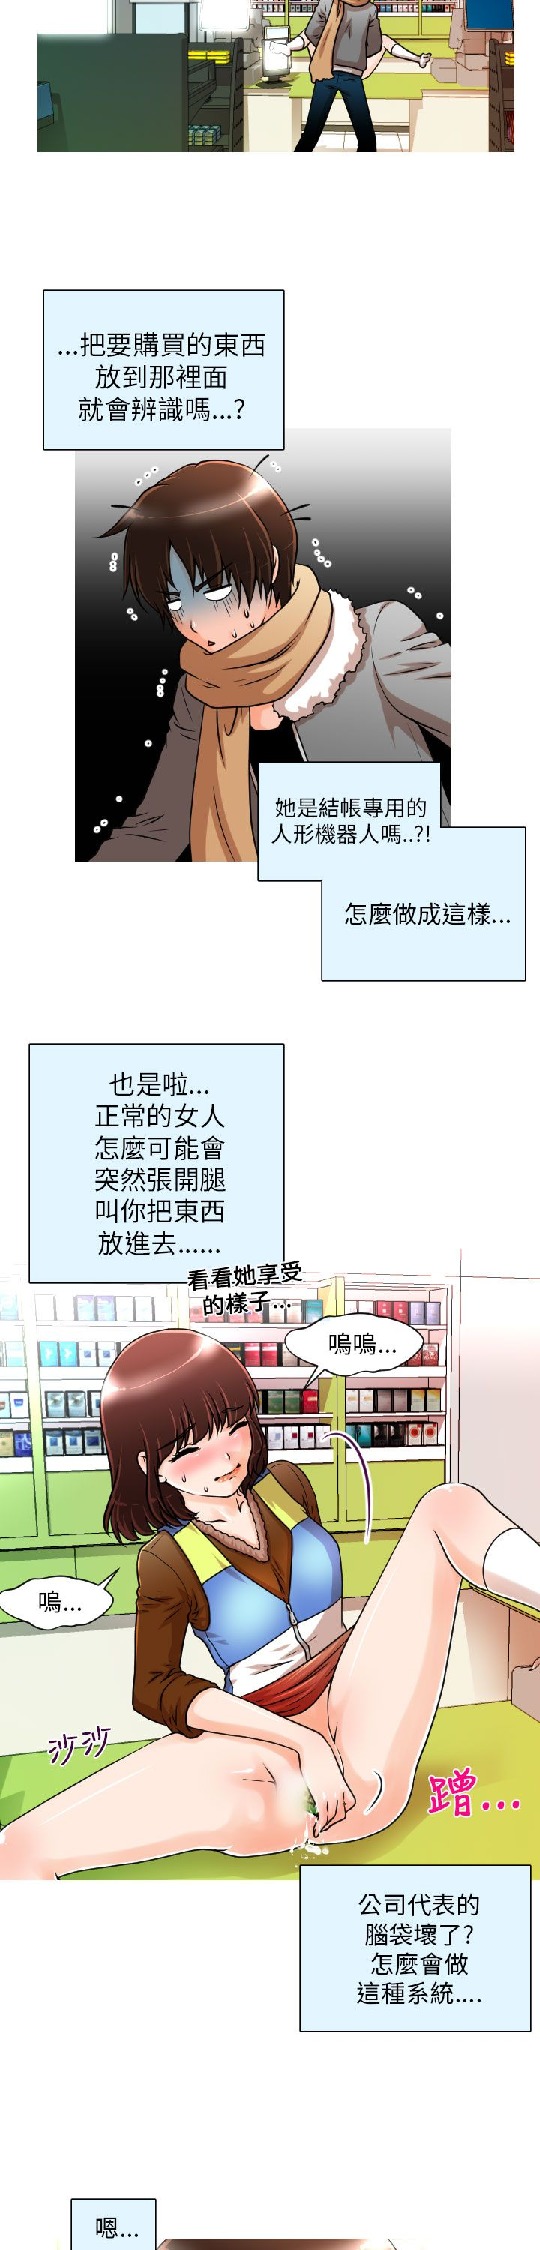 …把要購買的東西
放到那裡面
就會辨識嗎…?
她是結帳專用的
人形機器人嗎..?!
怎麼做成這樣…
也是啦…
正常的女人
怎麼可能會
突然張開腿
叫你把東西
放進去……
看看她享受
的樣子…
嗚嗚…
嗚…
沙沙
蹭…
公司代表的
腦袋壞了?
怎麼會做
這種系統….
嗯…